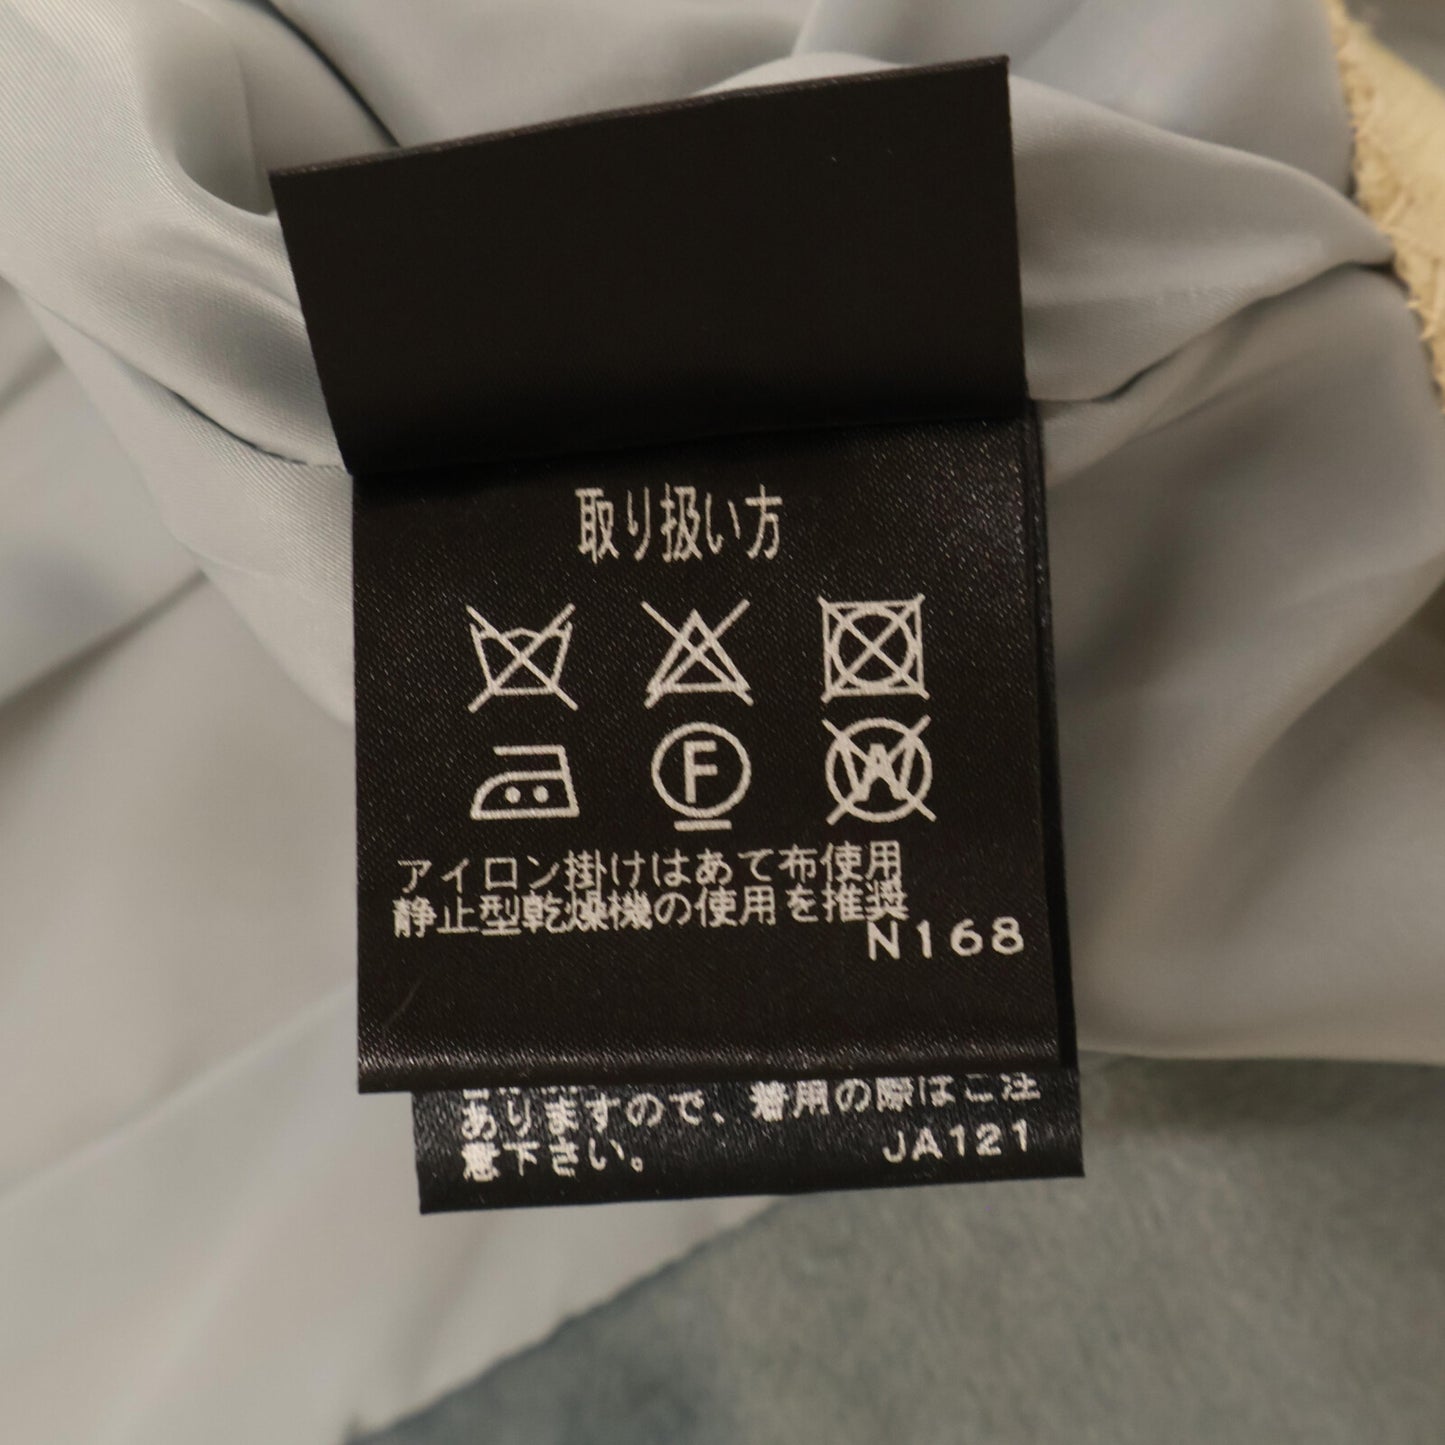 取り扱い方
F
W
アイロン掛けはあて布使用
静止型乾燥機の使用を推奨
N168
ありますので、着用の際はご注
意下さい。
JA121